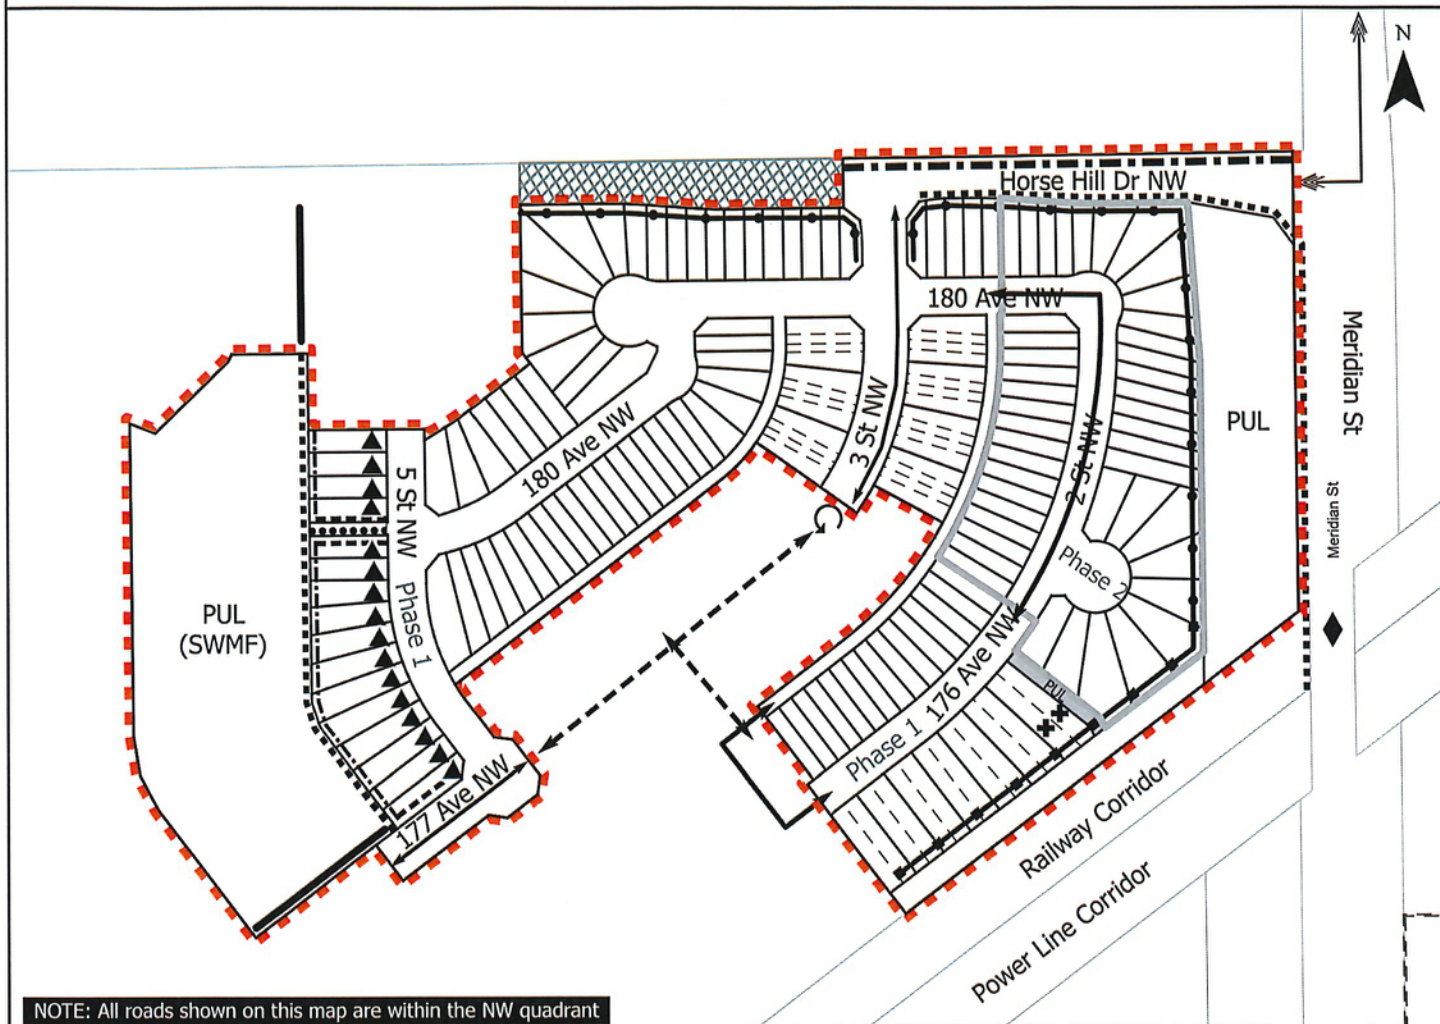 N
Horse Hill Dr NW
180 Ave NW
Meridian St
3 St NW
2 St NW
PUL
180 Ave NW
5 St NW
Meridian St
Phase 2
Phase 1
PUL
(SWMF)
176 Ave NW
PUL
Phase 1
177 Ave NW
Railway Corridor
Power Line Corridor
NOTE: All roads shown on this map are within the NW quadrant